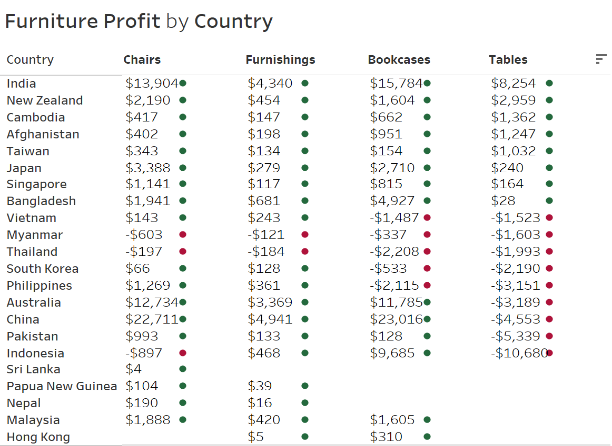 Furniture Profit by Country
Country Chairs Furnishings Bookcases Tables
India $13,904 $4,340 $15,784 $8,254
New Zealand $2,190 $454 $1,604 $2,959
Cambodia $417 $147 $662 $1,362
Afghanistan $402 $198 $951 $1,247
Taiwan $343 $134 $154 $1,032
Japan $3,388 $279 $2,710 $240
Singapore $1,141 $117 $815 $164
Bangladesh $1,941 $681 $4,927 $28
Vietnam $143 $243 -$1,487 -$1,523
Myanmar -$603 -$121 -$337 -$1,603
Thailand -$197 -$184 -$2,208 -$1,993
South Korea $66 $128 -$533 -$2,190
Philippines $1,269 $361 -$2,115 -$3,151
Australia $12,734 $3,369 $11,785 -$3,189
China $22,711 $4,941 $23,016 -$4,553
Pakistan $993 $133 $128 -$5,339
Indonesia -$897 $468 $9,685 -$10,680
Sri Lanka $4
Papua New Guinea $104 $39
Nepal $190 $16
Malaysia $1,888 $420 $1,605
Hong Kong $5 $310